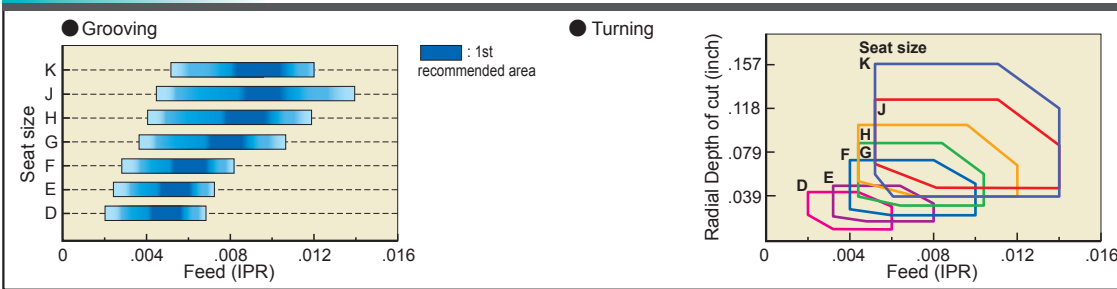 Grooving
Seat size
K
J
H
G
F
E
D
0
.004
.008
.012
.016
Feed (IPR)
: 1st
recommended area
Turning
Radial Depth of cut (inch)
.157
.118
.079
.039
Seat size
K
J
H
G
F
E
D
0
.004
.008
.012
.016
Feed (IPR)